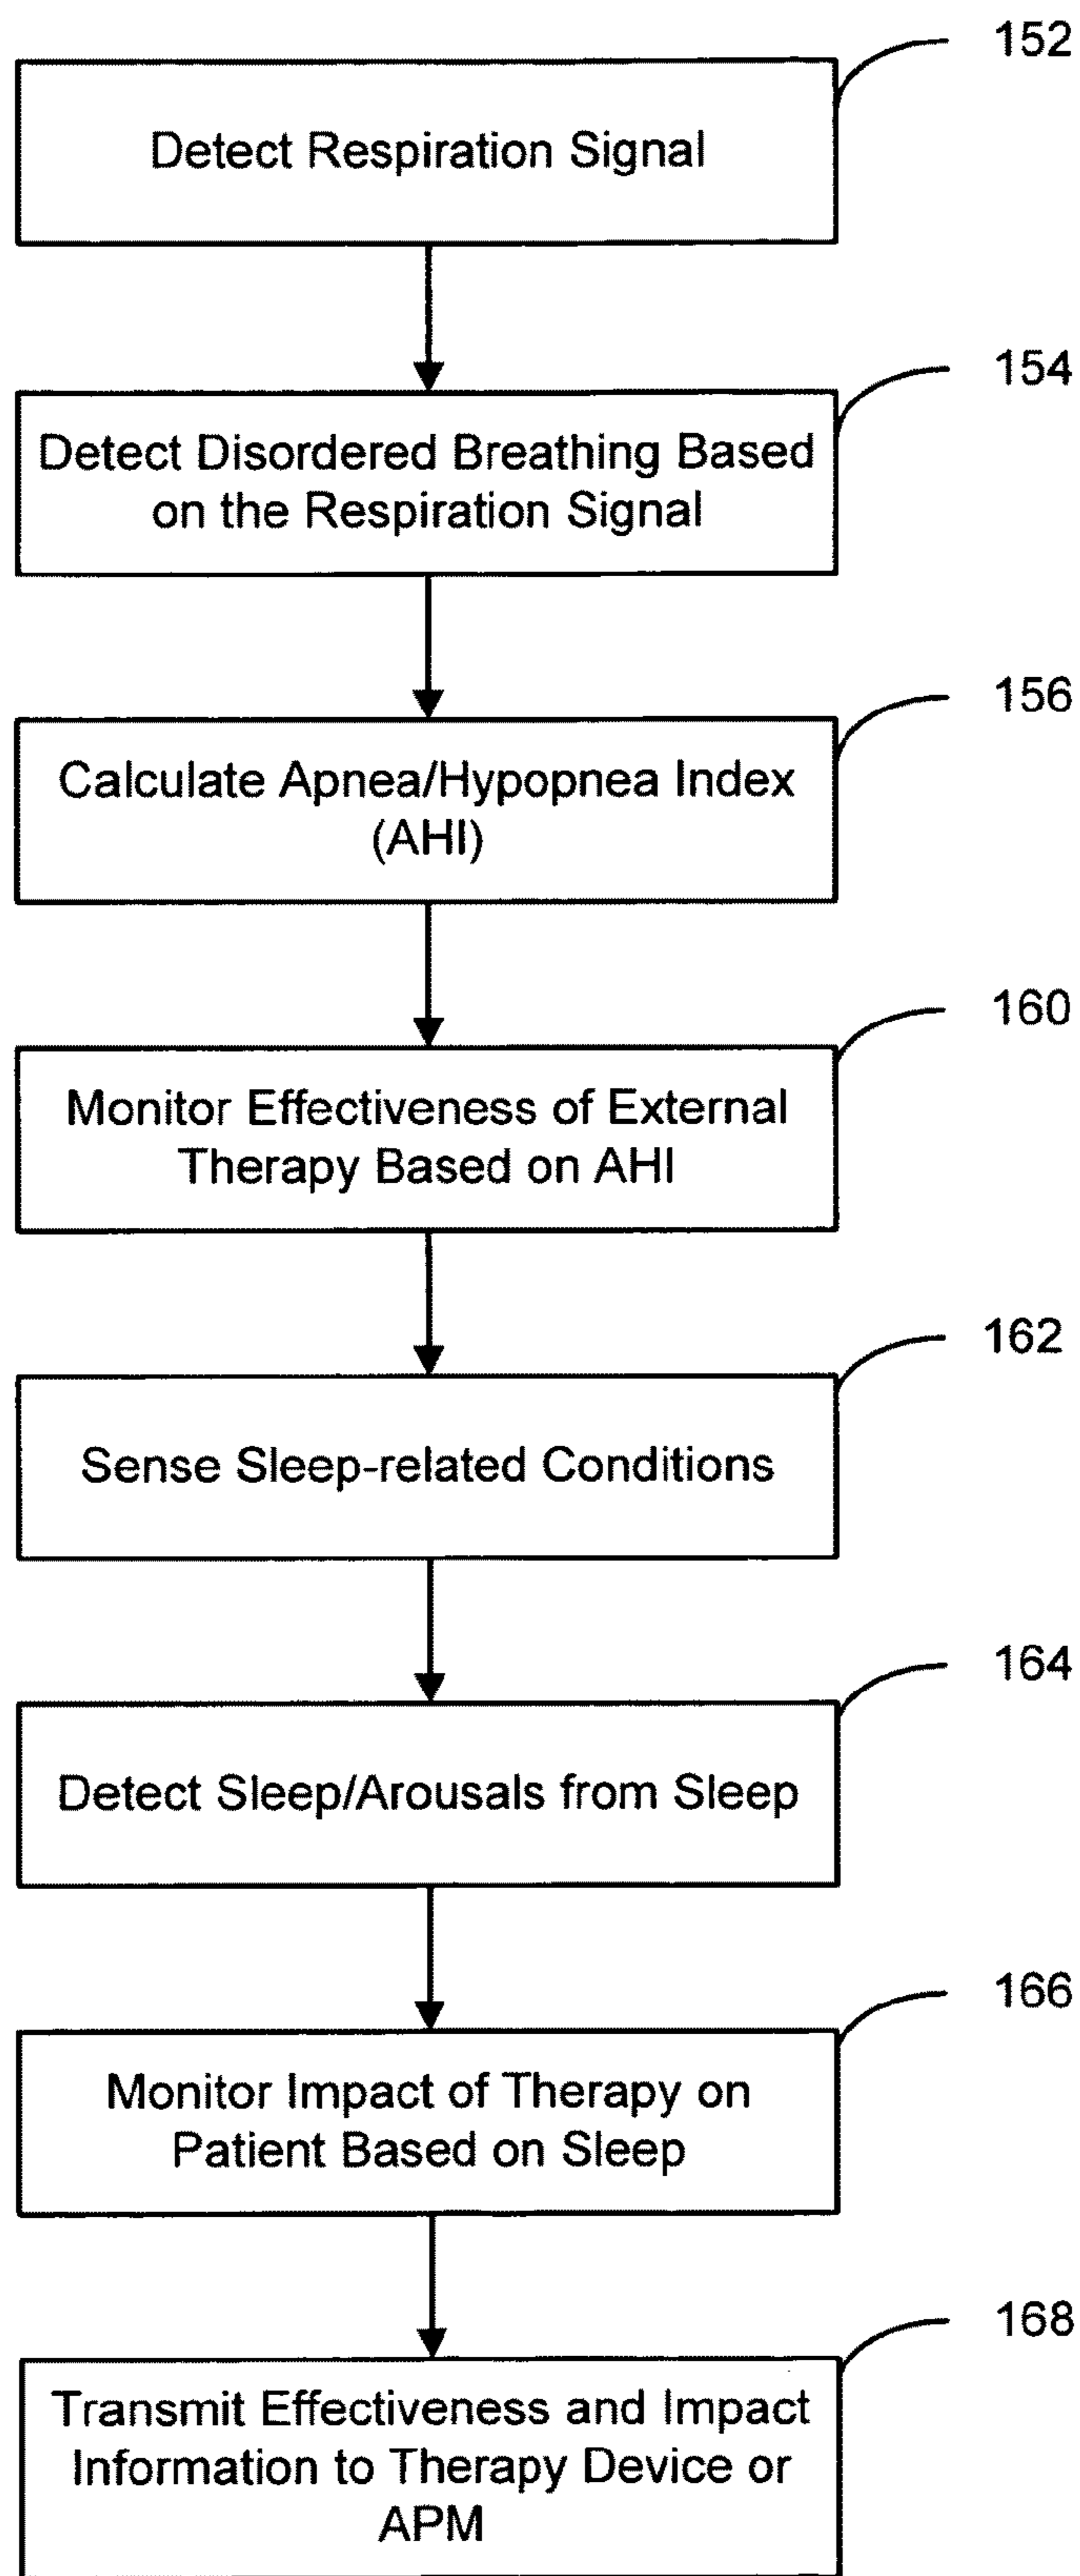 152
Detect Respiration Signal
154
Detect Disordered Breathing Based
on the Respiration Signal
156
Calculate Apnea/Hypopnea Index
(AHI)
160
Monitor Effectiveness of External
Therapy Based on AHI
162
Sense Sleep-related Conditions
164
Detect Sleep/Arousals from Sleep
166
Monitor Impact of Therapy on
Patient Based on Sleep
168
Transmit Effectiveness and Impact
Information to Therapy Device or
APM